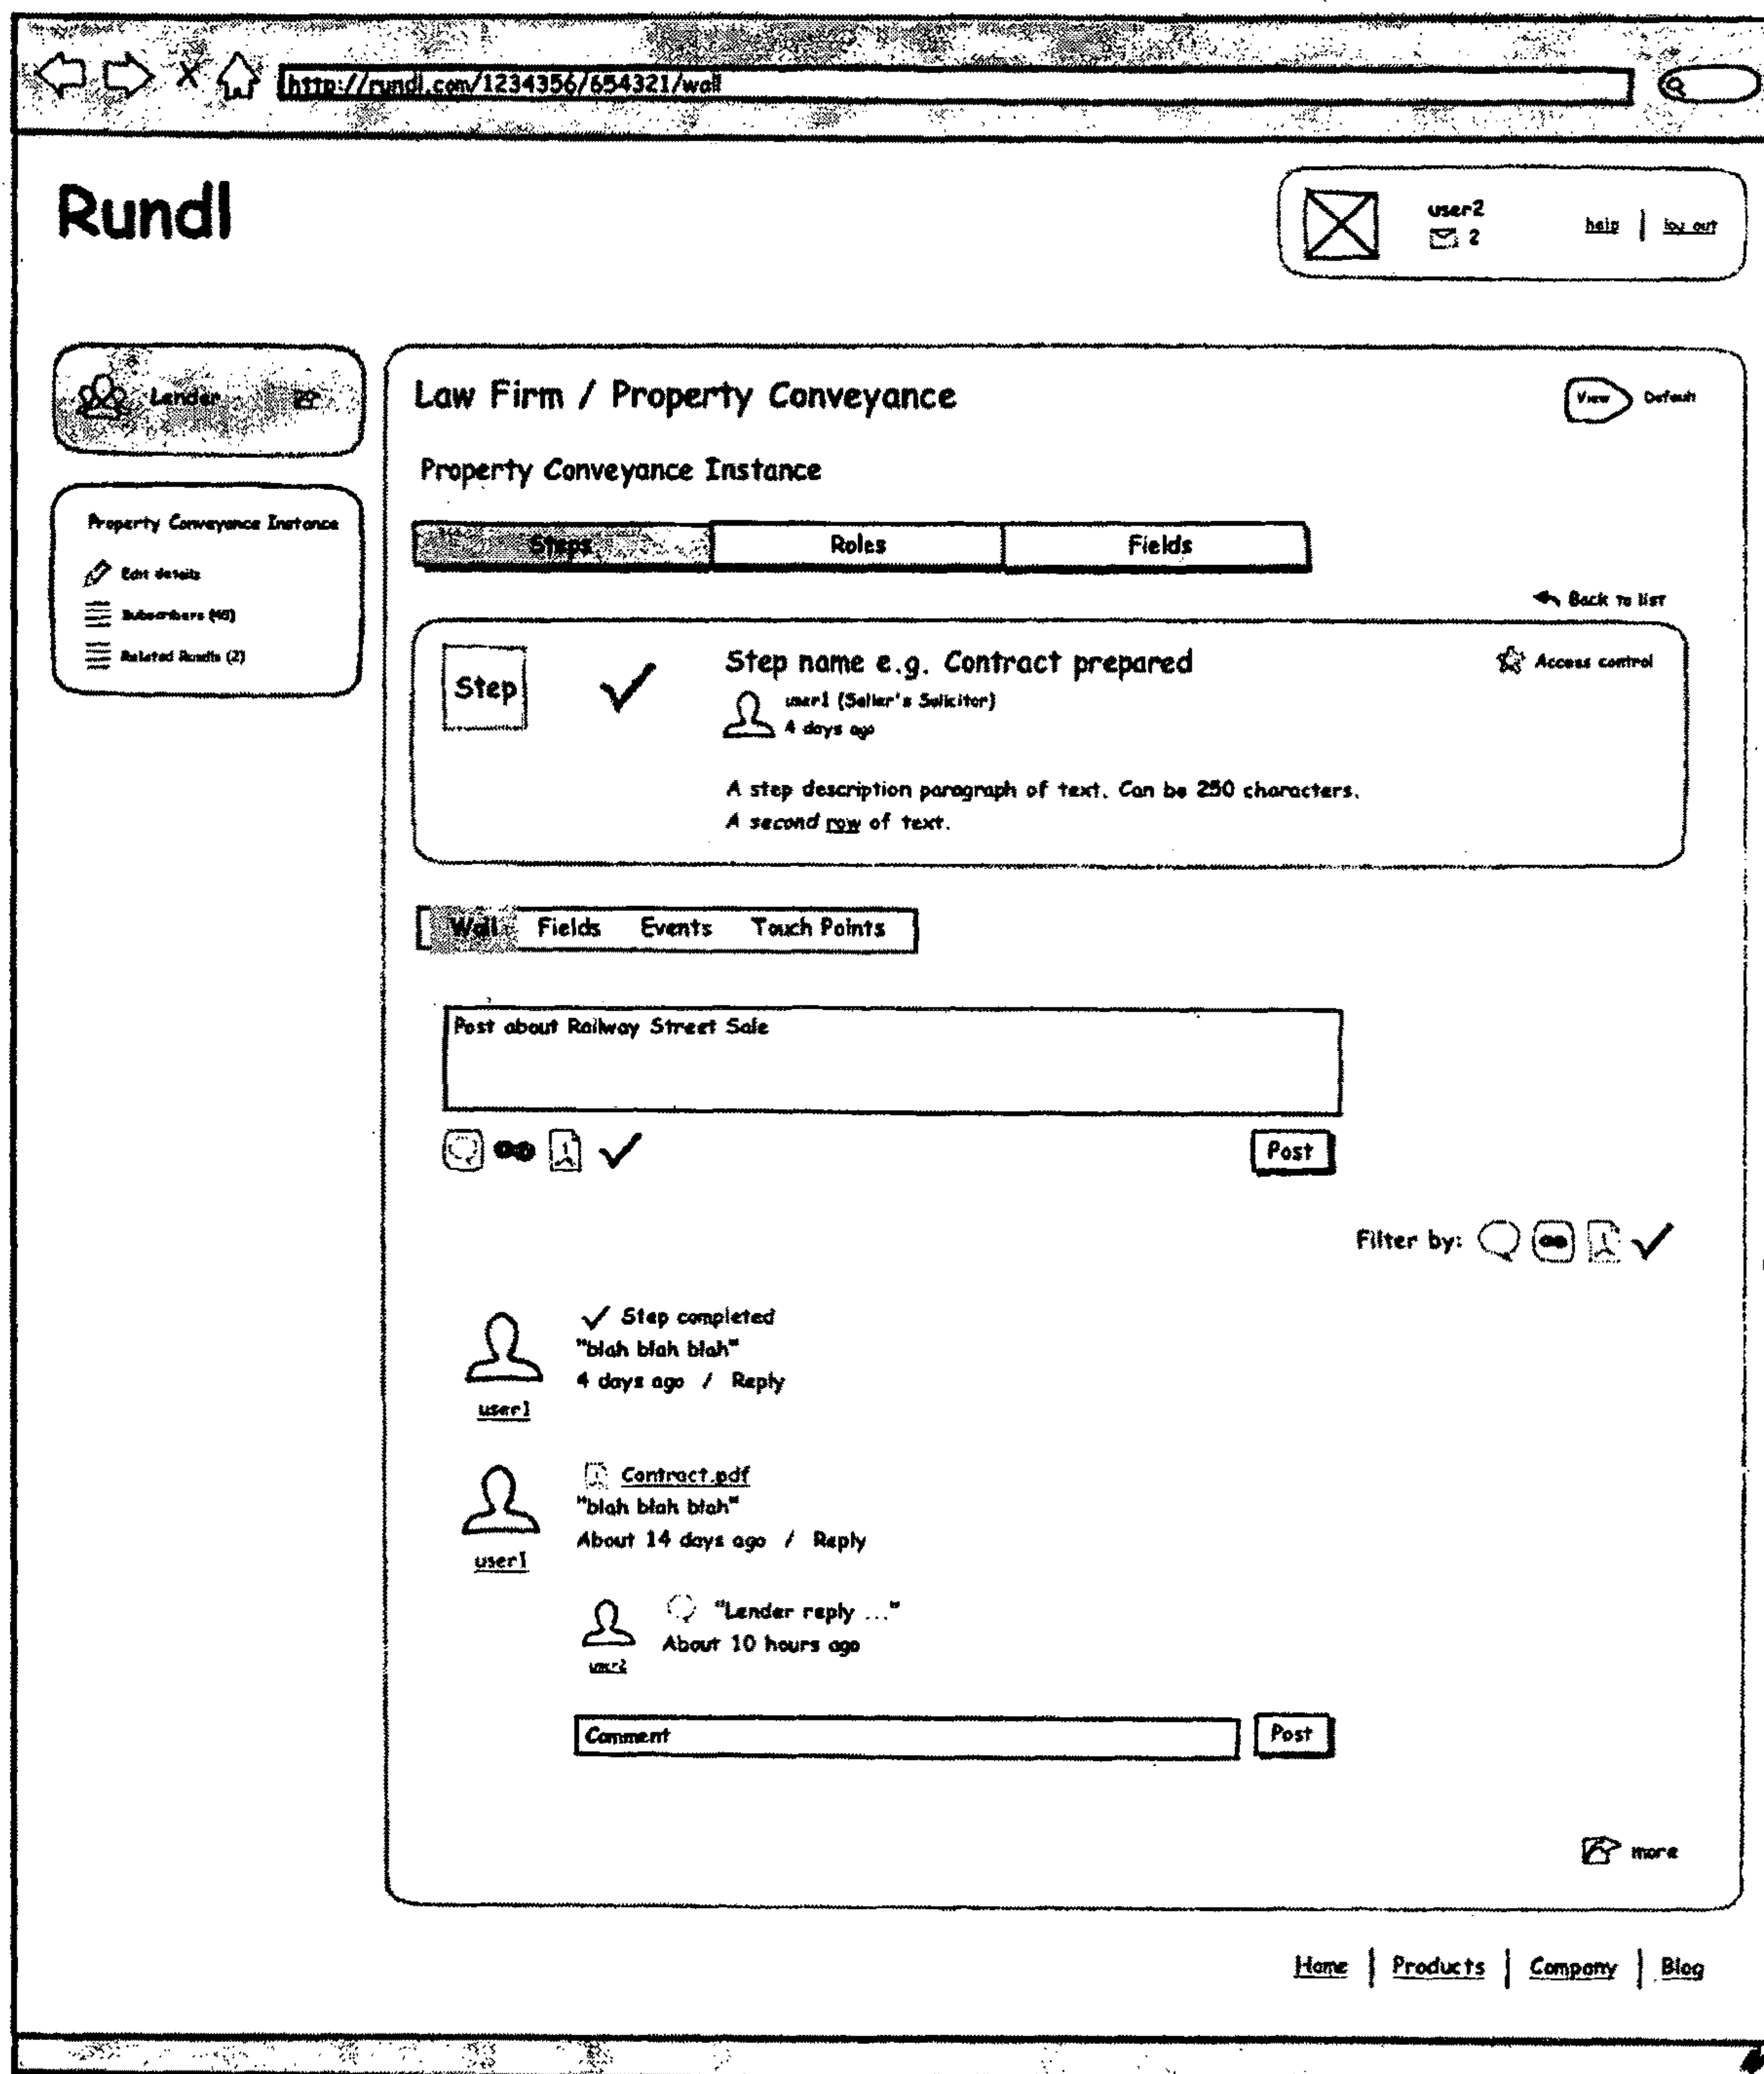 http://rundl.com/1234356/654321/wall
Rundl
user2
2
help | log out
Lender
Law Firm / Property Conveyance
View
Default
Property Conveyance Instance
Property Conveyance Instance
Edit details
Subscribers (40)
Related Rundls (2)
Steps Roles Fields
Back to list
Step
Step name e.g. Contract prepared
Access control
user1 (Seller's Solicitor)
4 days ago
A step description paragraph of text. Can be 250 characters.
A second row of text.
Wall Fields Events Touch Points
Post about Railway Street Sale
Post
Filter by:
Step completed
"blah blah blah"
4 days ago / Reply
user1
Contract.pdf
"blah blah blah"
About 14 days ago / Reply
user1
"Lender reply ..."
About 10 hours ago
user2
Comment
Post
more
Home | Products | Company | Blog